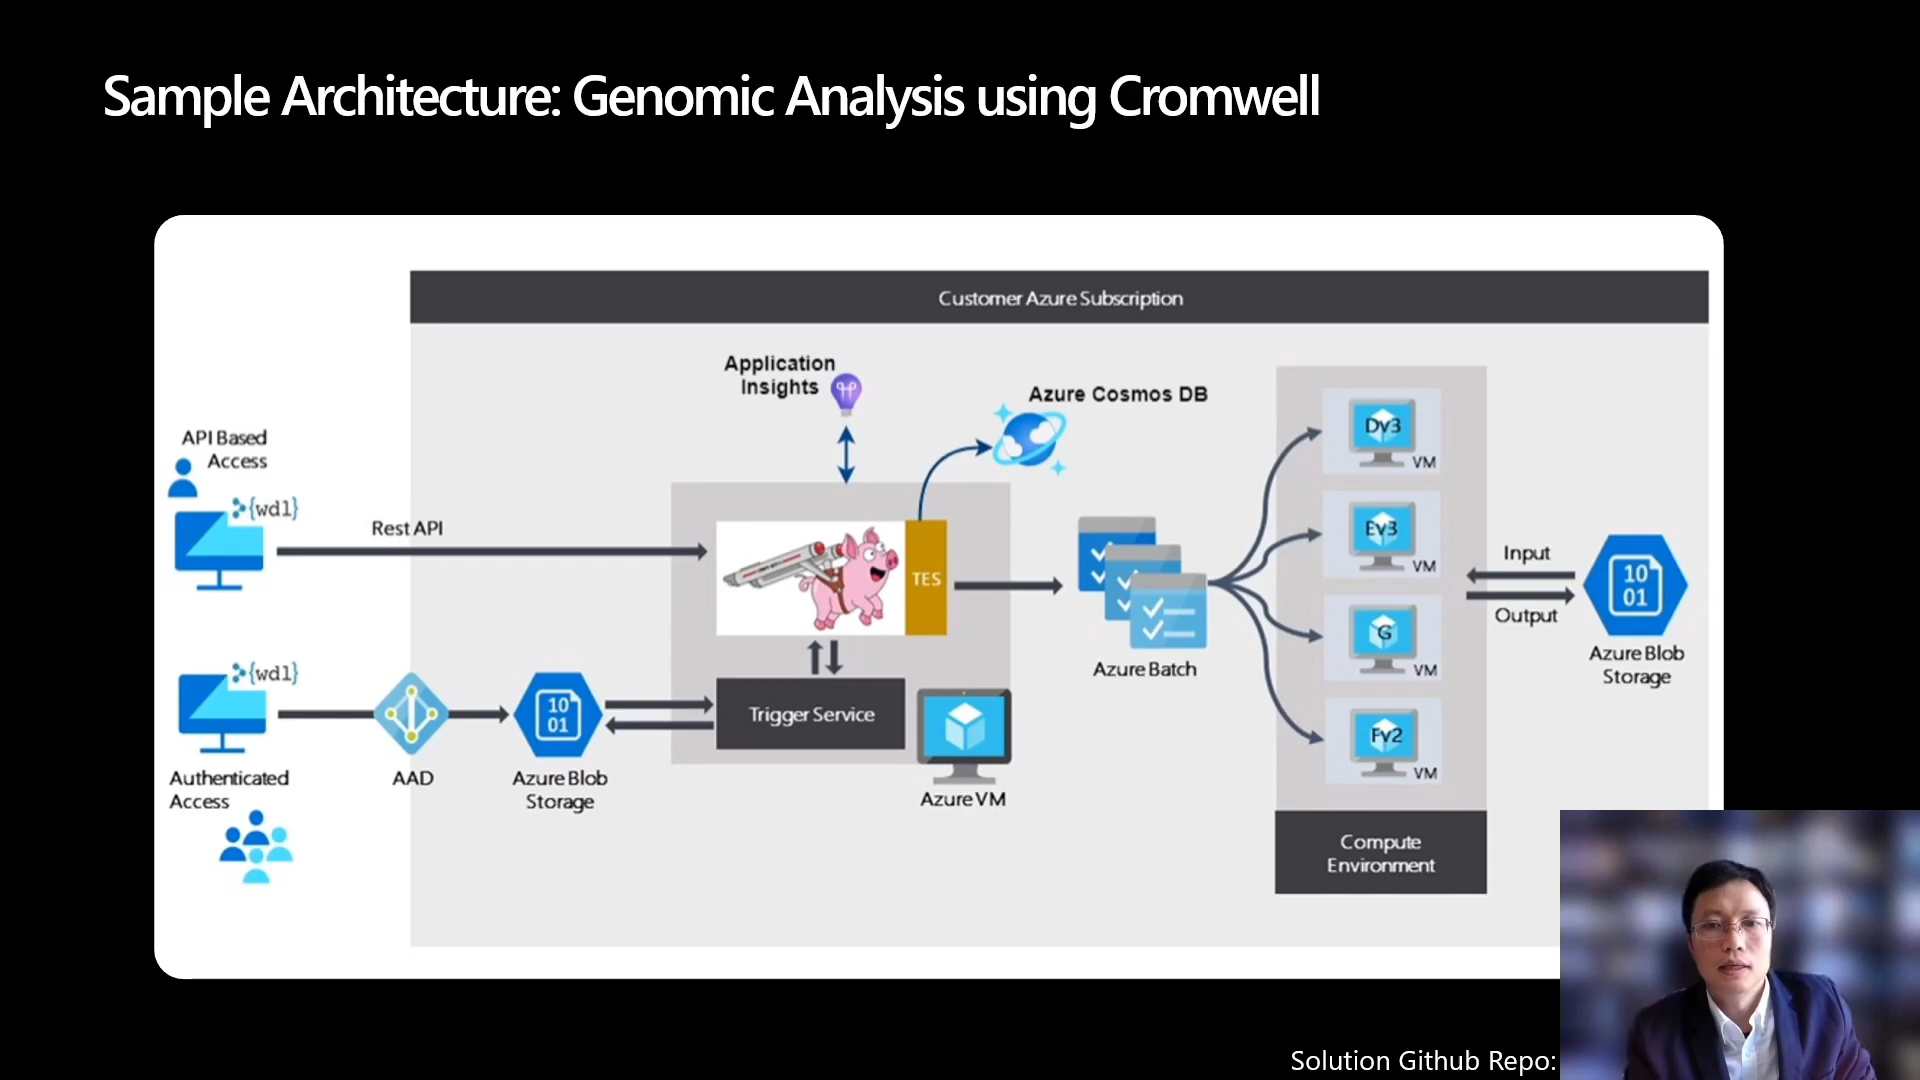 Sample Architecture: Genomic Analysis using Cromwell
Customer Azure Subscription
Application
Insights
Azure Cosmos DB
API Based
Access
{wdl}
Rest API
TES
Dv3
VM
Ev3
VM
G
VM
Fv2
VM
Input
Output
10
01
Azure Blob
Storage
Azure Batch
{wdl}
Authenticated
Access
AAD
10
01
Azure Blob
Storage
Trigger Service
Azure VM
Compute
Environment
Solution Github Repo: